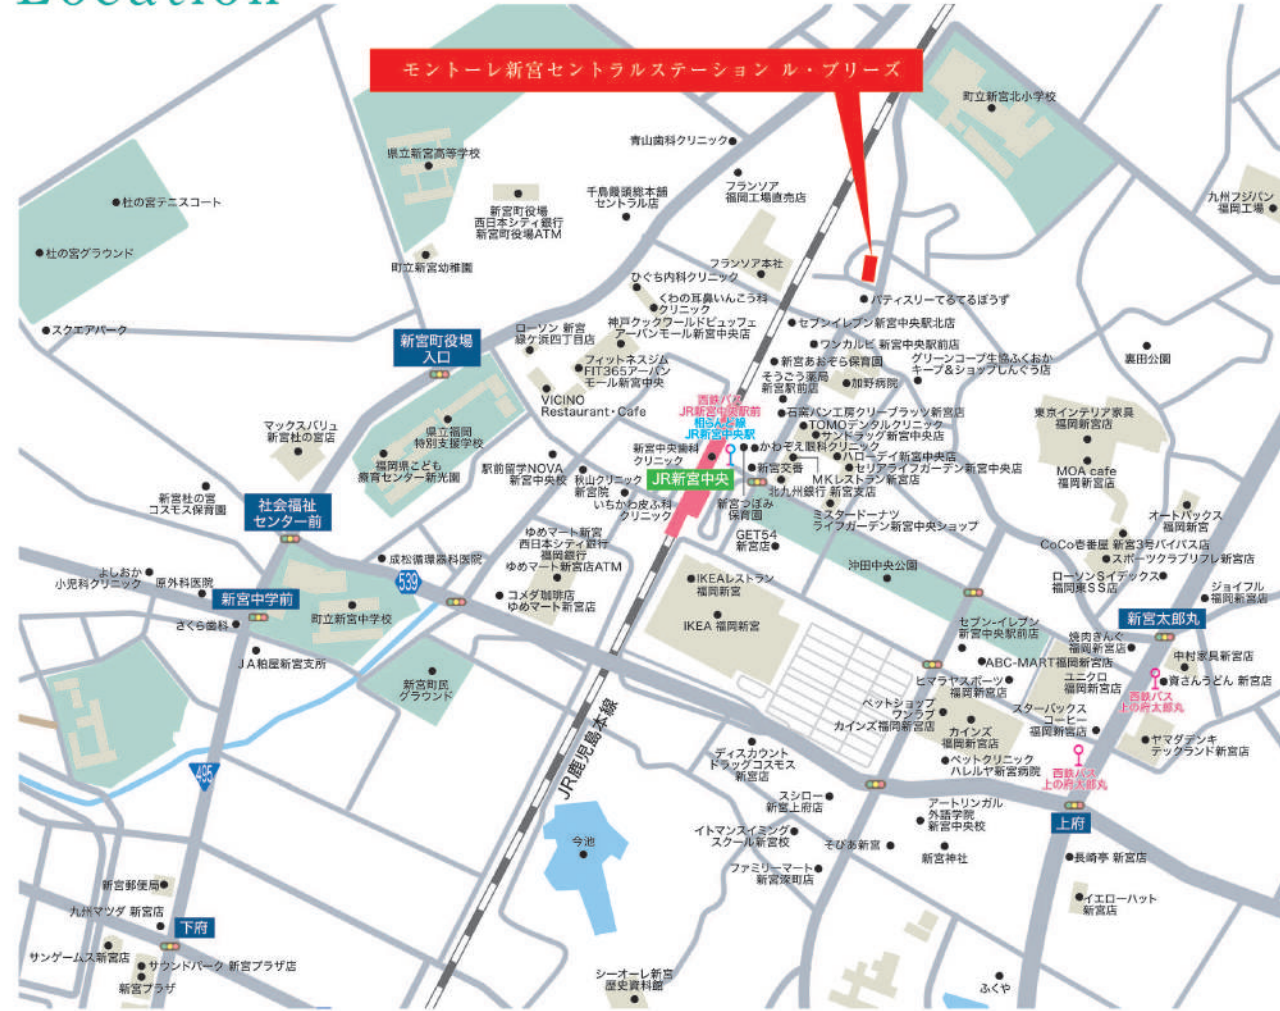 Location
モントーレ新宮セントラルステーション ル・ブリーズ
町立新宮北小学校
青山歯科クリニック
県立新宮高等学校
フランソア
福岡工場直売店
千鳥饅頭総本舗
セントラル店
九州フジパン
福岡工場
杜の宮テニスコート
新宮町役場
西日本シティ銀行
新宮町役場ATM
杜の宮グラウンド
町立新宮幼稚園
フランソア本社
ひぐち内科クリニック
くわの耳鼻いんこう科
クリニック
パティスリーてるてるぼうず
スクエアパーク
新宮町役場
入口
ローソン 新宮
緑ケ浜四丁目店
神戸クックワールドビュッフェ
アーバンモール新宮中央店
セブンイレブン新宮中央駅北店
ワンカルビ 新宮中央駅前店
新宮あおぞら保育園
グリーンコープ生協ふくおか
キープ&ショップしんぐう店
裏田公園
フィットネスジム
FIT365アーバン
モール新宮中央
そうごう薬局
新宮駅前店
加野病院
VICINO
Restaurant・Cafe
西鉄バス
JR新宮中央駅前
相らんど線
JR新宮中央駅
石窯パン工房クリーブラッツ新宮店
TOMOデンタルクリニック
サンドラッグ新宮中央店
東京インテリア家具
福岡新宮店
マックスバリュ
新宮杜の宮店
県立福岡
特別支援学校
福岡県こども
療育センター新光園
新宮中央歯科
クリニック
かわぞえ眼科クリニック
ハローデイ新宮中央店
セリアライフガーデン新宮中央店
駅前留学NOVA
新宮中央校
秋山クリニック
新宮院
JR新宮中央
新宮交番
MKレストラン新宮店
北九州銀行 新宮支店
MOA cafe
福岡新宮店
新宮杜の宮
コスモス保育園
社会福祉
センター前
いちかわ皮ふ科
クリニック
新宮つぼみ
保育園
ミスタードーナツ
ライフガーデン新宮中央ショップ
オートバックス
福岡新宮
ゆめマート新宮
西日本シティ銀行
福岡銀行
ゆめマート新宮店ATM
GET54
新宮店
CoCo壱番屋 新宮3号バイパス店
スポーツクラブリフレ新宮店
成松循環器科医院
539
よしおか
小児科クリニック
原外科医院
新宮中学前
沖田中央公園
ローソンSイデックス
福岡東SS店
ジョイフル
福岡新宮店
IKEAレストラン
福岡新宮
コメダ珈琲店
ゆめマート新宮店
さくら歯科
町立新宮中学校
IKEA 福岡新宮
セブン-イレブン
新宮中央駅前店
新宮太郎丸
焼肉きんぐ
福岡新宮店
JA粕屋新宮支所
ABC-MART福岡新宮店
中村家具新宮店
新宮町民
グラウンド
ヒマラヤスポーツ
福岡新宮店
ユニクロ
福岡新宮店
資さんうどん 新宮店
西鉄バス
上の府太郎丸
ペットショップ
ワンラブ
カインズ福岡新宮店
カインズ
福岡新宮店
スターバックス
コーヒー
福岡新宮店
ヤマダデンキ
テックランド新宮店
JR鹿児島本線
ディスカウント
ドラッグコスモス
新宮店
ペットクリニック
ハレルヤ新宮病院
西鉄バス
上の府太郎丸
495
スシロー
新宮上府店
アートリンガル
外語学院
新宮中央校
上府
イトマンスイミング
スクール新宮校
そぴあ新宮
新宮神社
今池
ファミリーマート
新宮深町店
長崎亭 新宮店
イエローハット
新宮店
新宮郵便局
九州マツダ 新宮店
下府
サンゲームス新宮店
サウンドパーク 新宮プラザ店
新宮プラザ
シーオーレ新宮
歴史資料館
ふくや